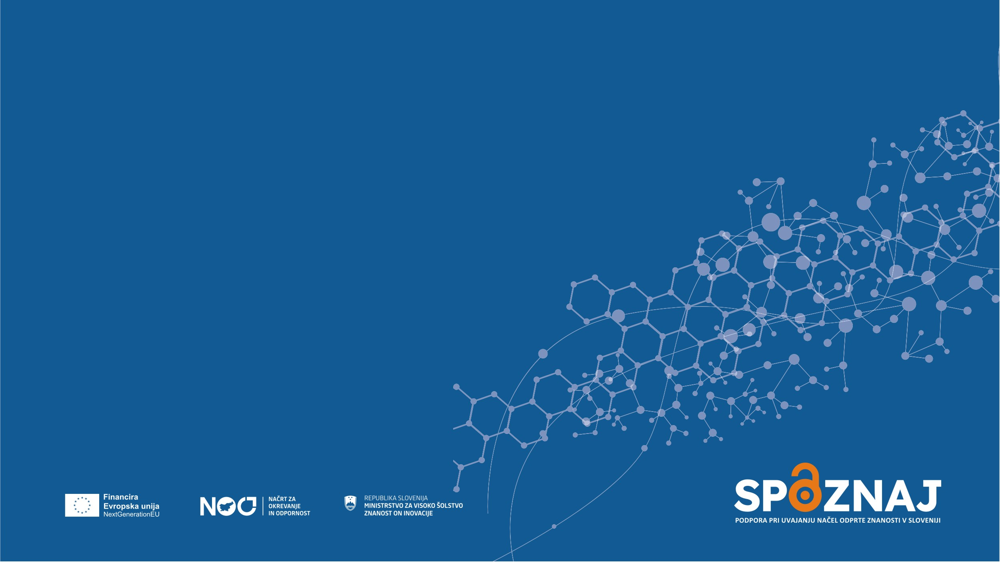 Financira
Evropska unija
NextGenerationEU
NOO
NAČRT ZA
OKREVANJE
IN ODPORNOST
REPUBLIKA SLOVENIJA
MINISTRSTVO ZA VISOKO ŠOLSTVO
ZNANOST ON INOVACIJE
SPOZNAJ
PODPORA PRI UVAJANJU NAČEL ODPRTE ZNANOSTI V SLOVENIJI